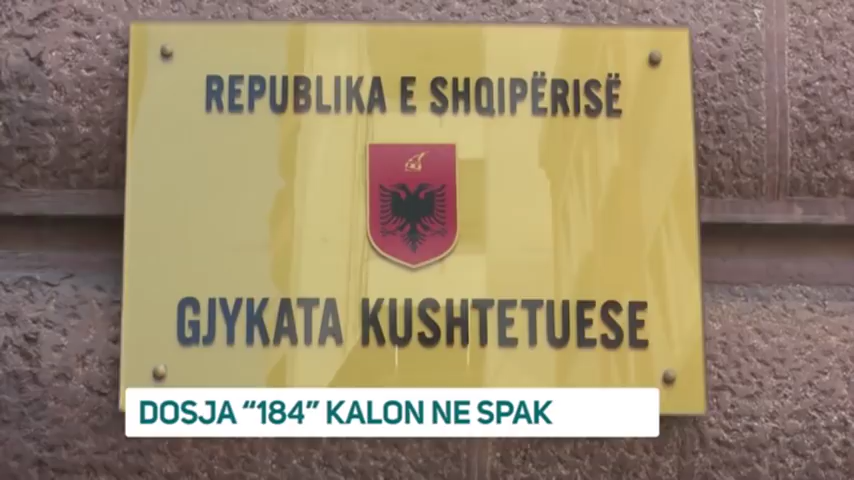 REPUBLIKA E SHQIPËRISË
GJYKATA KUSHTETUESE
DOSJA “184” KALON NE SPAK